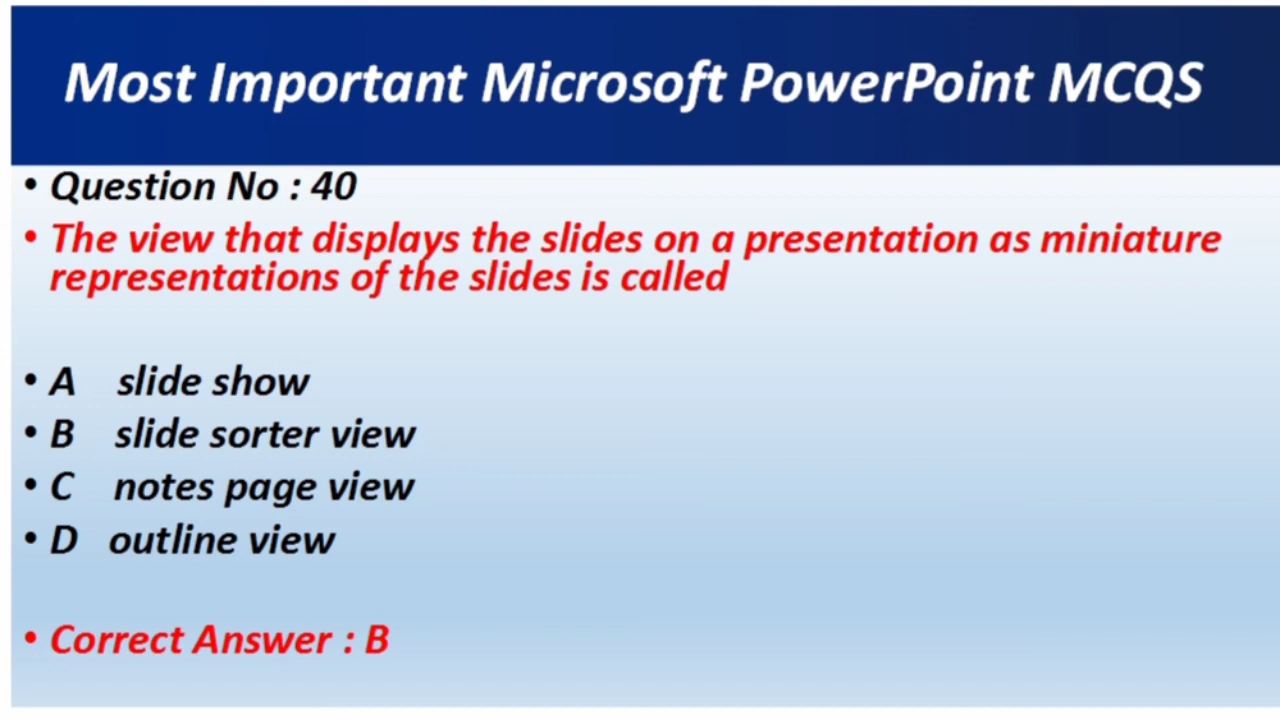 Most Important Microsoft PowerPoint MCQS
• Question No : 40
• The view that displays the slides on a presentation as miniature
representations of the slides is called
• A slide show
• B slide sorter view
• C notes page view
• D outline view
• Correct Answer : B